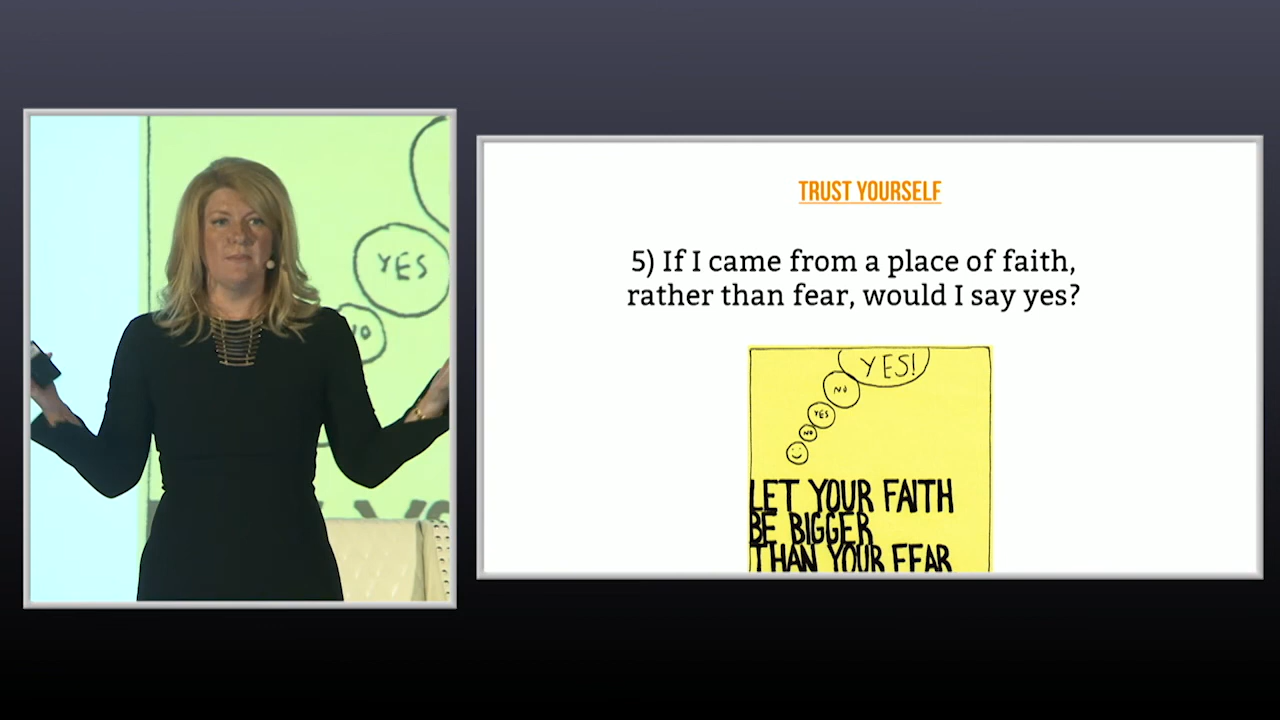 YES
TRUST YOURSELF
5) If I came from a place of faith,
rather than fear, would I say yes?
YES!
NO
YES
NO
LET YOUR FAITH
BE BIGGER
THAN YOUR FEAR